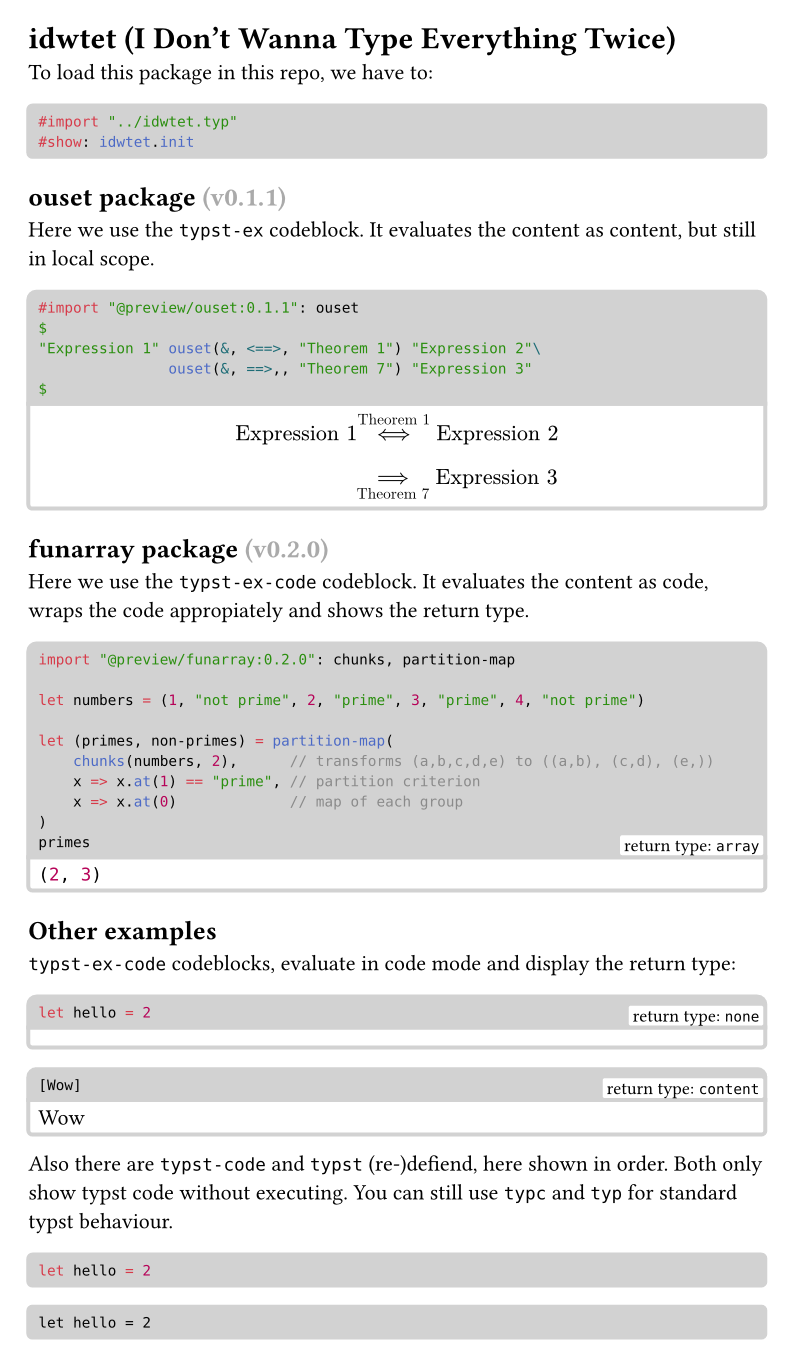 idwtet (I Don’t Wanna Type Everything Twice)
To load this package in this repo, we have to:
#import "../idwtet.typ"
#show: idwtet.init
ouset package (v0.1.1)
Here we use the typst-ex codeblock. It evaluates the content as content, but still
in local scope.
#import "@preview/ouset:0.1.1": ouset
$
"Expression 1" ouset(&, <==>, "Theorem 1") "Expression 2"\
               ouset(&, ==>,, "Theorem 7") "Expression 3"
$
Theorem 1
Expression 1 ⟺ Expression 2
⟹ Expression 3
Theorem 7
funarray package (v0.2.0)
Here we use the typst-ex-code codeblock. It evaluates the content as code,
wraps the code appropiately and shows the return type.
import "@preview/funarray:0.2.0": chunks, partition-map
let numbers = (1, "not prime", 2, "prime", 3, "prime", 4, "not prime")
let (primes, non-primes) = partition-map(
    chunks(numbers, 2),      // transforms (a,b,c,d,e) to ((a,b), (c,d), (e,))
    x => x.at(1) == "prime", // partition criterion
    x => x.at(0)             // map of each group
)
primes
return type: array
(2, 3)
Other examples
typst-ex-code codeblocks, evaluate in code mode and display the return type:
let hello = 2
return type: none
[Wow]
return type: content
Wow
Also there are typst-code and typst (re-)defiend, here shown in order. Both only
show typst code without executing. You can still use typc and typ for standard
typst behaviour.
let hello = 2
let hello = 2